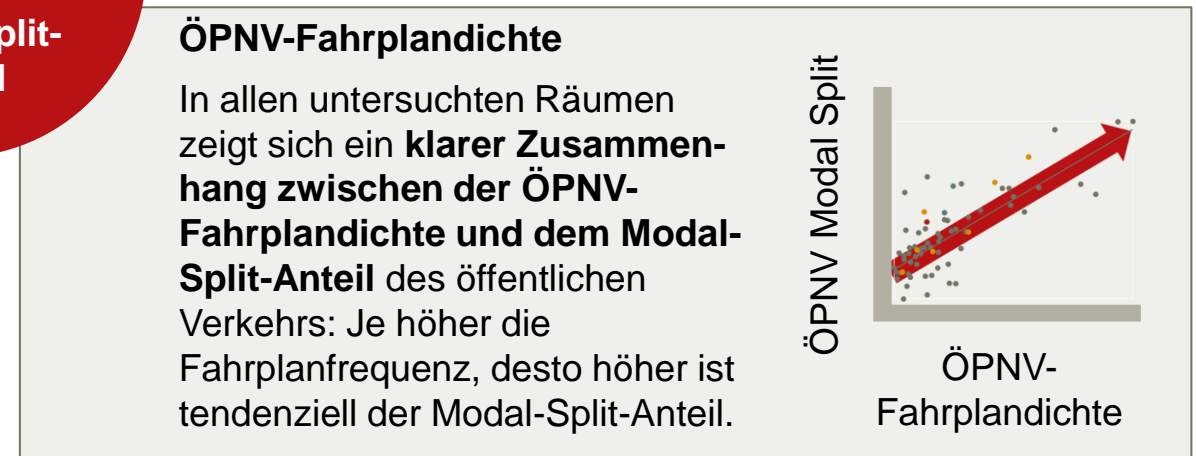 plit-
ÖPNV-Fahrplandichte
In allen untersuchten Räumen
zeigt sich ein klarer Zusammen-
hang zwischen der ÖPNV-
Fahrplandichte und dem Modal-
Split-Anteil des öffentlichen
Verkehrs: Je höher die
Fahrplanfrequenz, desto höher ist
tendenziell der Modal-Split-Anteil.
ÖPNV Modal Split
ÖPNV-
Fahrplandichte